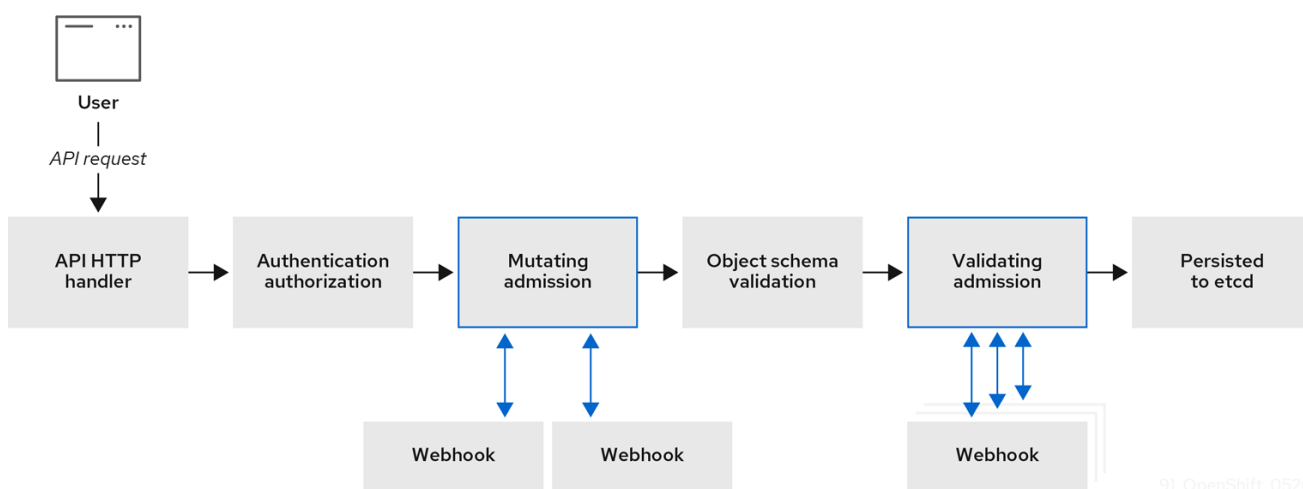 User
API request
API HTTP
handler
Authentication
authorization
Mutating
admission
Object schema
validation
Validating
admission
Persisted
to etcd
Webhook
Webhook
Webhook
91_OpenShift_052